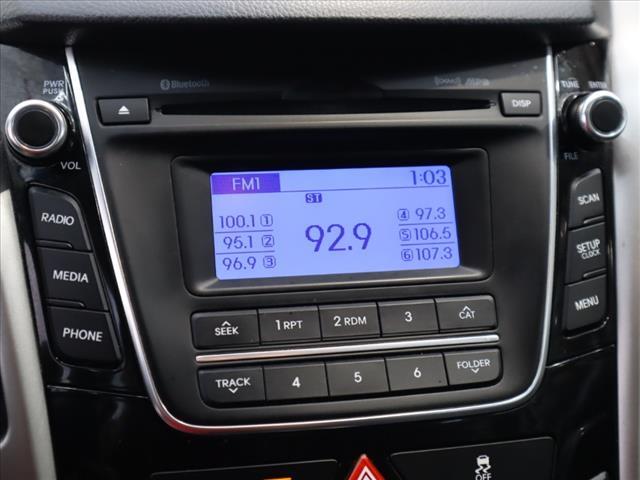 Bluetooth
PWR
PUSH
VOL
DISP
TUNE
ENTER
FILE
FM1
1:03
ST
100.1 1
95.1 2
96.9 3
92.9
4 97.3
5 106.5
6 107.3
RADIO
MEDIA
PHONE
SCAN
SETUP
CLOCK
MENU
SEEK
1 RPT
2 RDM
3
CAT
TRACK
4
5
6
FOLDER
OFF